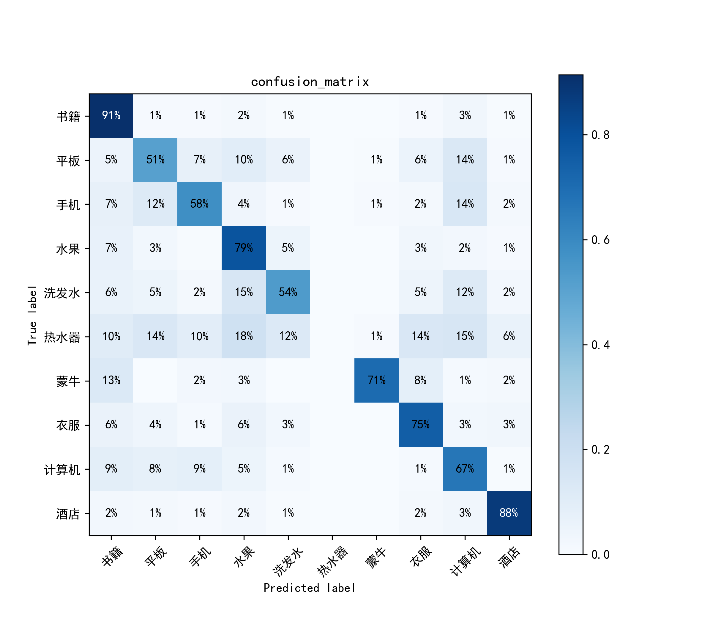 confusion_matrix
书籍 91% 1% 1% 2% 1% 1% 3% 1%
平板 5% 51% 7% 10% 6% 1% 6% 14% 1%
手机 7% 12% 58% 4% 1% 1% 2% 14% 2%
水果 7% 3% 79% 5% 3% 2% 1%
洗发水 6% 5% 2% 15% 54% 5% 12% 2%
热水器 10% 14% 10% 18% 12% 1% 14% 15% 6%
蒙牛 13% 2% 3% 71% 8% 1% 2%
衣服 6% 4% 1% 6% 3% 75% 3% 3%
计算机 9% 8% 9% 5% 1% 1% 67% 1%
酒店 2% 1% 1% 2% 1% 2% 3% 88%
True label
书籍 平板 手机 水果 洗发水 热水器 蒙牛 衣服 计算机 酒店
Predicted label
0.8
0.6
0.4
0.2
0.0